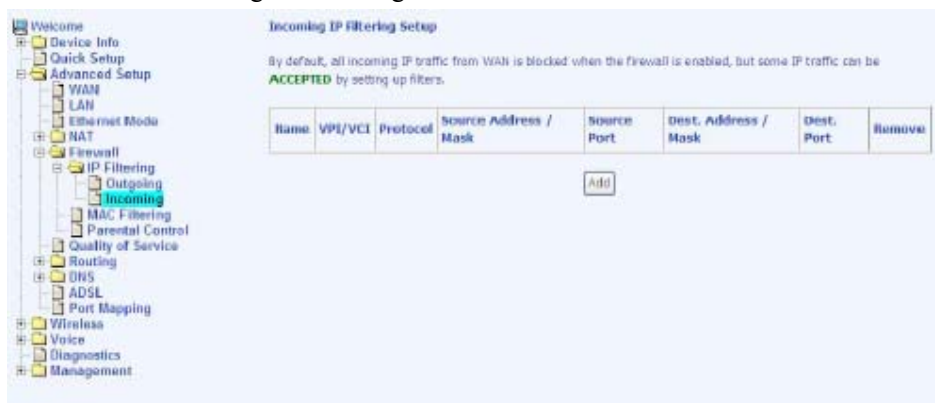 Welcome
Device Info
Quick Setup
Advanced Setup
WAN
LAN
Ethernet Mode
NAT
Firewall
IP Filtering
Outgoing
Incoming
MAC Filtering
Parental Control
Quality of Service
Routing
DNS
ADSL
Port Mapping
Wireless
Voice
Diagnostics
Management
Incoming IP Filtering Setup
By default, all incoming IP traffic from WAN is blocked when the firewall is enabled, but some IP traffic can be
ACCEPTED by setting up filters.
Name VPI/VCI Protocol Source Address / Mask Source Port Dest. Address / Mask Dest. Port Remove
Add